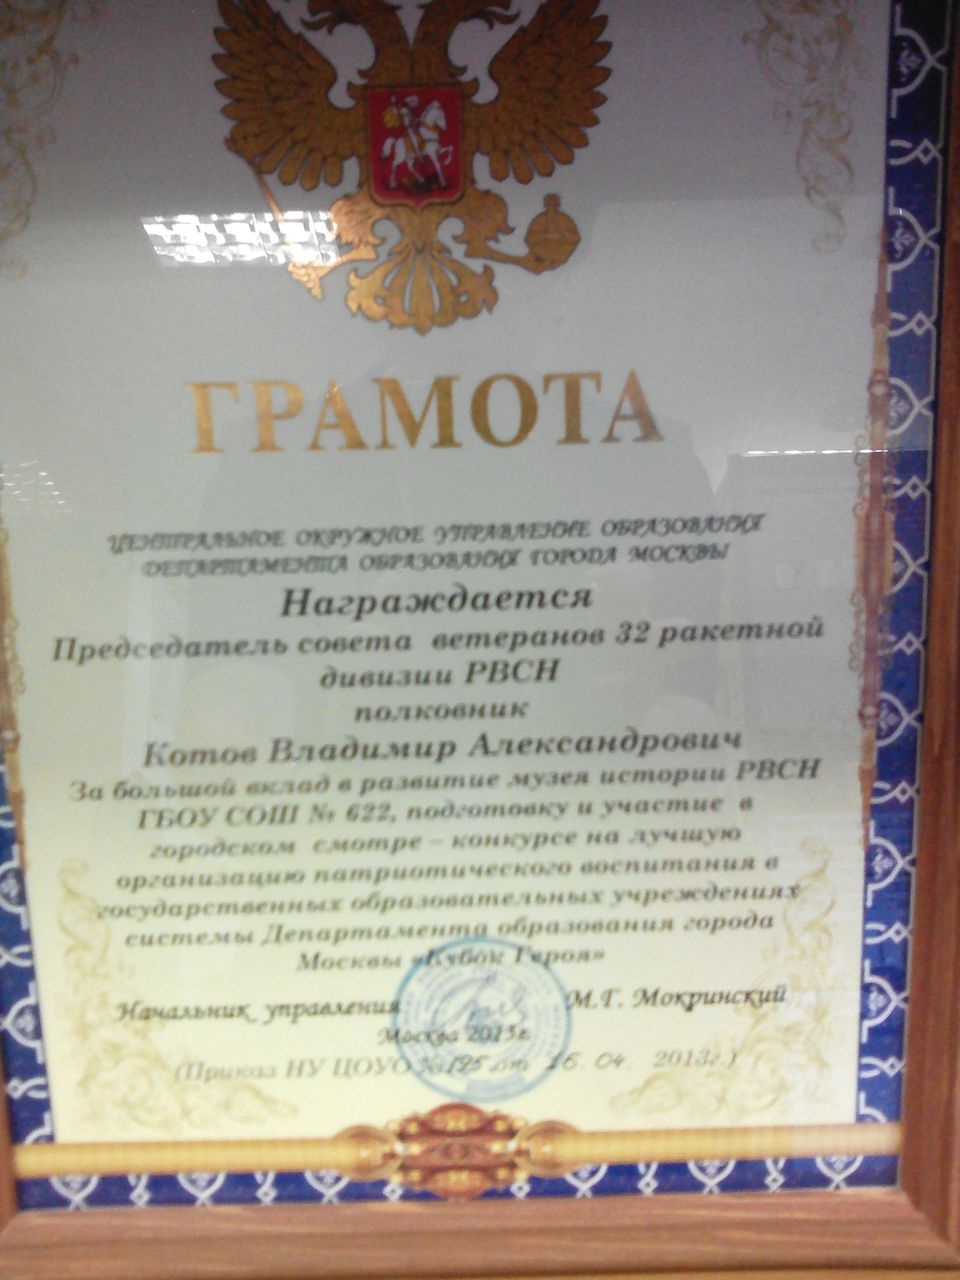 ГРАМОТА
ЦЕНТРАЛЬНОЕ ОКРУЖНОЕ УПРАВЛЕНИЕ ОБРАЗОВАНИЯ
ДЕПАРТАМЕНТА ОБРАЗОВАНИЯ ГОРОДА МОСКВЫ
Награждается
Председатель совета ветеранов 32 ракетной
дивизии РВСН
полковник
Котов Владимир Александрович
За большой вклад в развитие музея истории РВСН
ГБОУ СОШ № 622, подготовку и участие в
городском смотре – конкурсе на лучшую
организацию патриотического воспитания в
государственных образовательных учреждениях
системы Департамента образования города
Москвы «Кубок Героя»
Начальник управления М.Г. Мокринский
Москва 2013г.
(Приказ НУ ЦОУО № от 04. 2013г.)